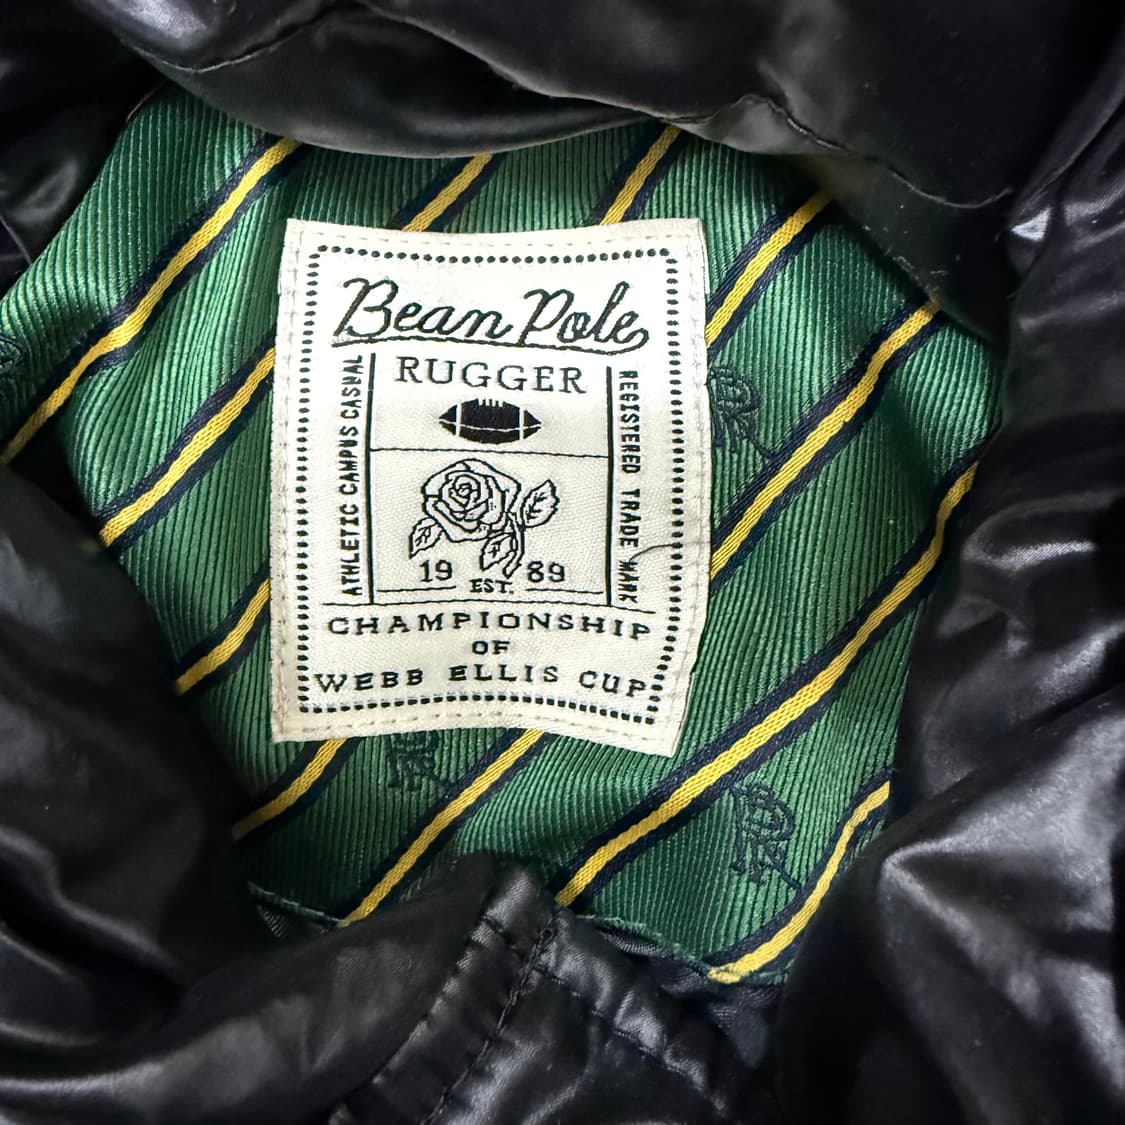 Bean Pole
RUGGER
ATHLETIC CAMPUS CASUAL
REGISTERED TRADE MARK
19 EST. 89
CHAMPIONSHIP
OF
WEBB ELLIS CUP